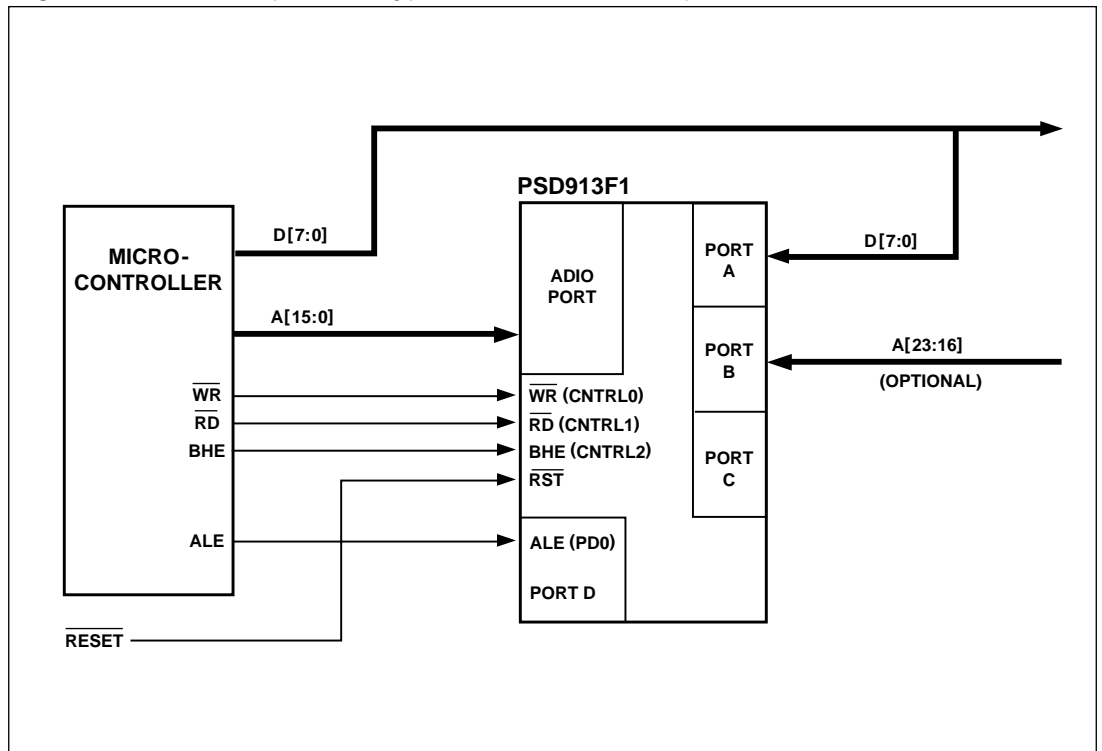 PSD913F1
MICRO-
CONTROLLER
D[7:0]
A[15:0]
WR
RD
BHE
ALE
RESET
ADIO
PORT
WR (CNTRL0)
RD (CNTRL1)
BHE (CNTRL2)
RST
ALE (PD0)
PORT D
PORT
A
PORT
B
PORT
C
D[7:0]
A[23:16]
(OPTIONAL)